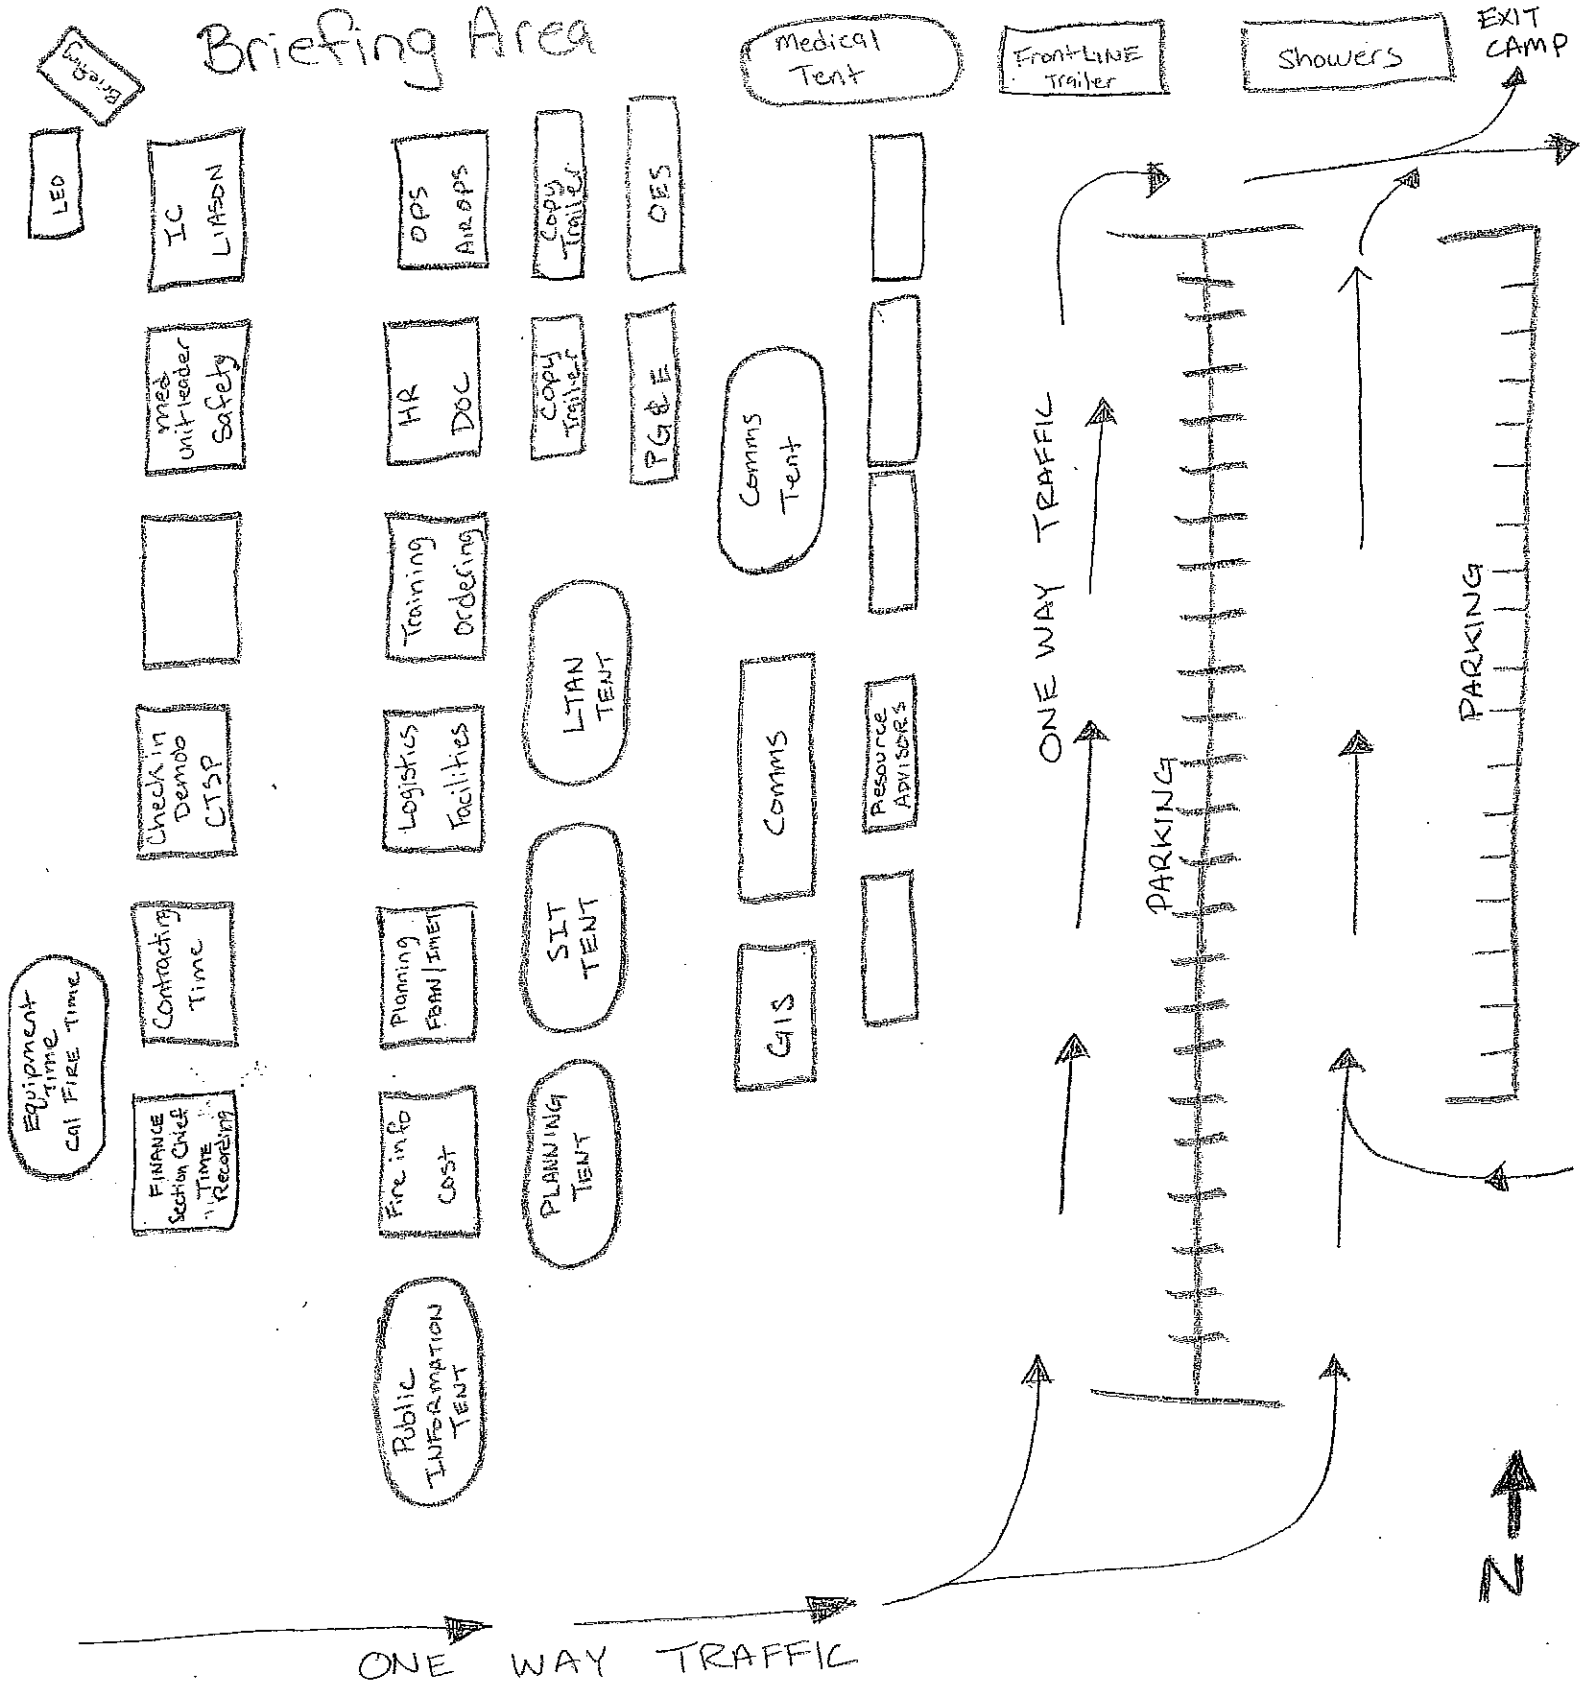 Briefing Area
Briefing
Briefing
Medical
Tent
FrontLINE
Trailer
Showers
EXIT
CAMP
LEO
IC
LIASON
OPS
AIROPS
Copy
Trailer
OES
med
unit leader
Safety
HR
DOC
Copy
Trailer
PG&E
Comms
Tent
Training
ordering
LTAN
TENT
Check in
Demob
CTSP
Logistics
Facilities
Comms
Resource
ADVISORS
Contracting
Time
Planning
FBAN/IMET
SIT
TENT
GIS
Equipment
Time
Cal FIRE TIME
FINANCE
Section Chief
TIME
Recording
Fire info
Cost
PLANNING
TENT
Public
INFORMATION
TENT
ONE WAY TRAFFIC
PARKING
PARKING
N
ONE WAY TRAFFIC